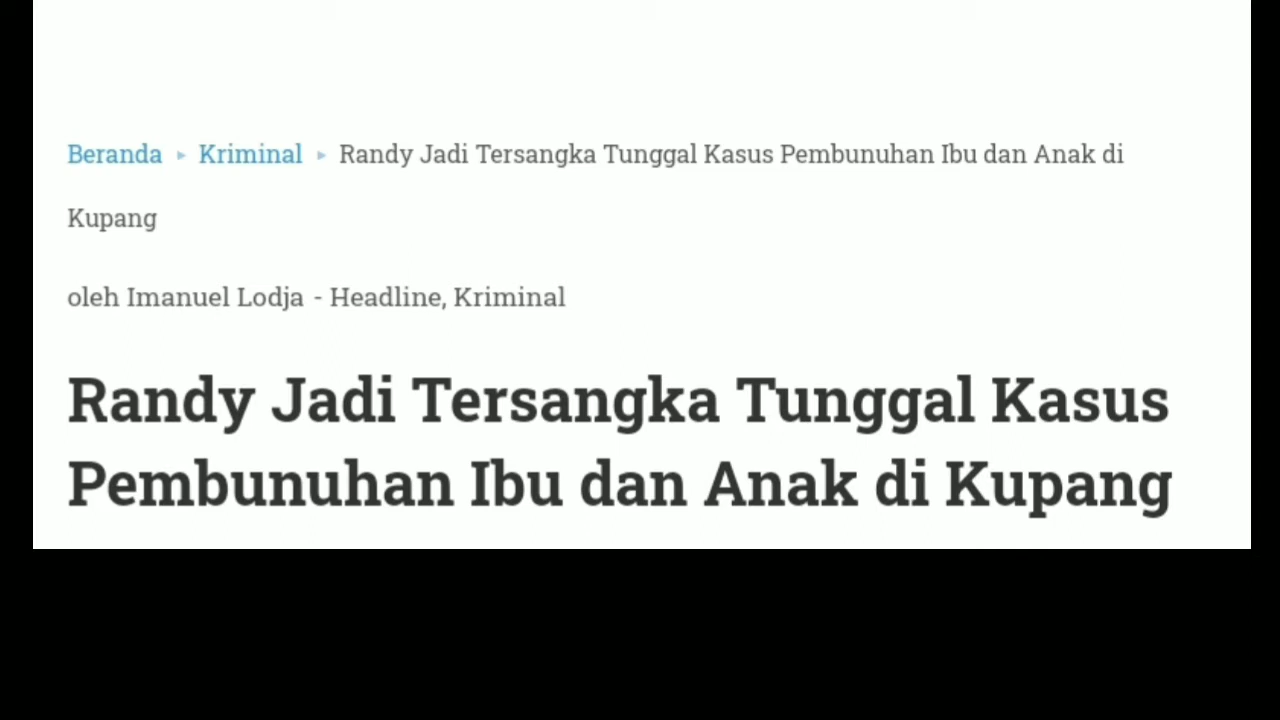 Beranda ▸ Kriminal ▸ Randy Jadi Tersangka Tunggal Kasus Pembunuhan Ibu dan Anak di
Kupang
oleh Imanuel Lodja - Headline, Kriminal
Randy Jadi Tersangka Tunggal Kasus
Pembunuhan Ibu dan Anak di Kupang